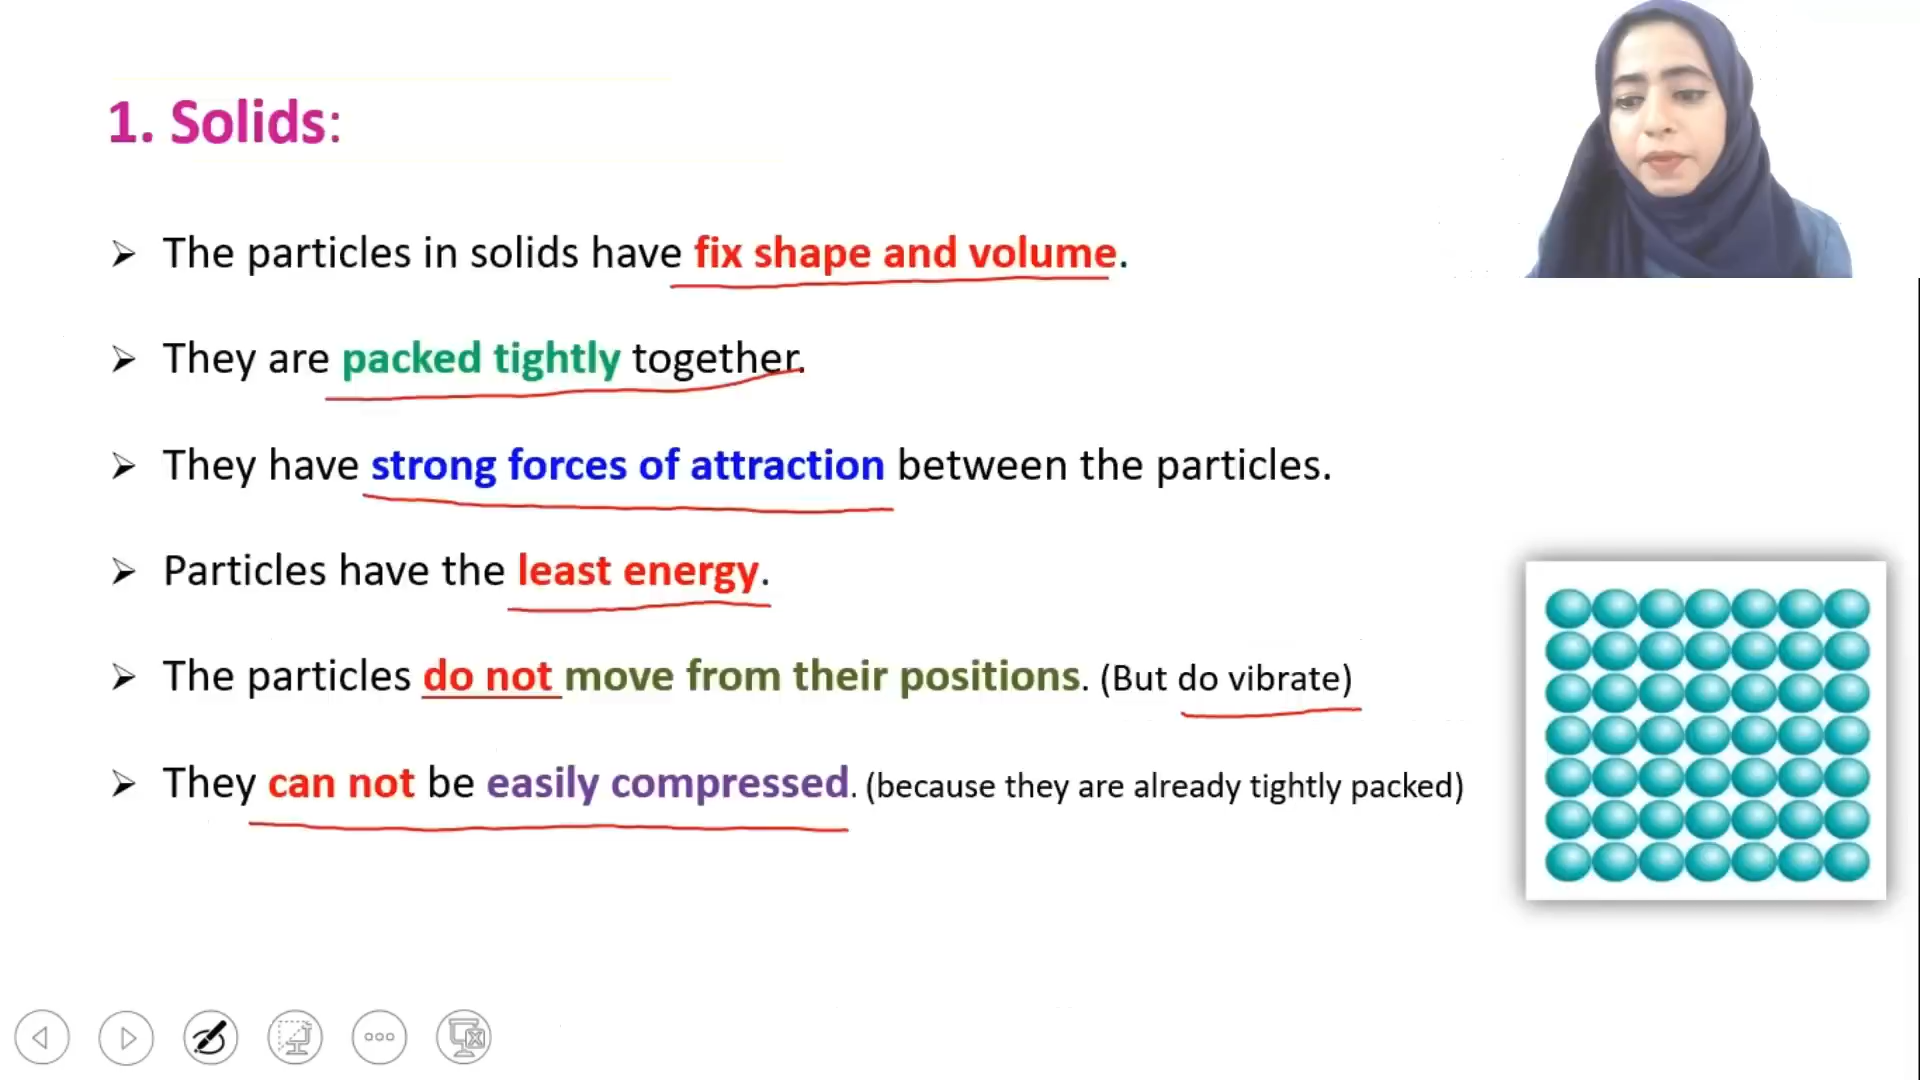 1. Solids:
➢ The particles in solids have fix shape and volume.
➢ They are packed tightly together.
➢ They have strong forces of attraction between the particles.
➢ Particles have the least energy.
➢ The particles do not move from their positions. (But do vibrate)
➢ They can not be easily compressed. (because they are already tightly packed)